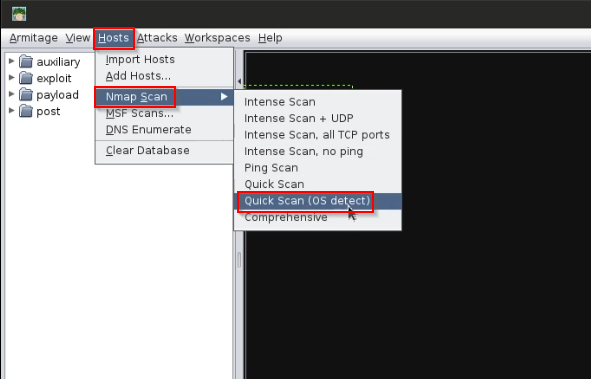 Armitage View Hosts Attacks Workspaces Help
auxiliary
exploit
payload
post
Import Hosts
Add Hosts...
Nmap Scan
MSF Scans...
DNS Enumerate
Clear Database
Intense Scan
Intense Scan + UDP
Intense Scan, all TCP ports
Intense Scan, no ping
Ping Scan
Quick Scan
Quick Scan (OS detect)
Comprehensive